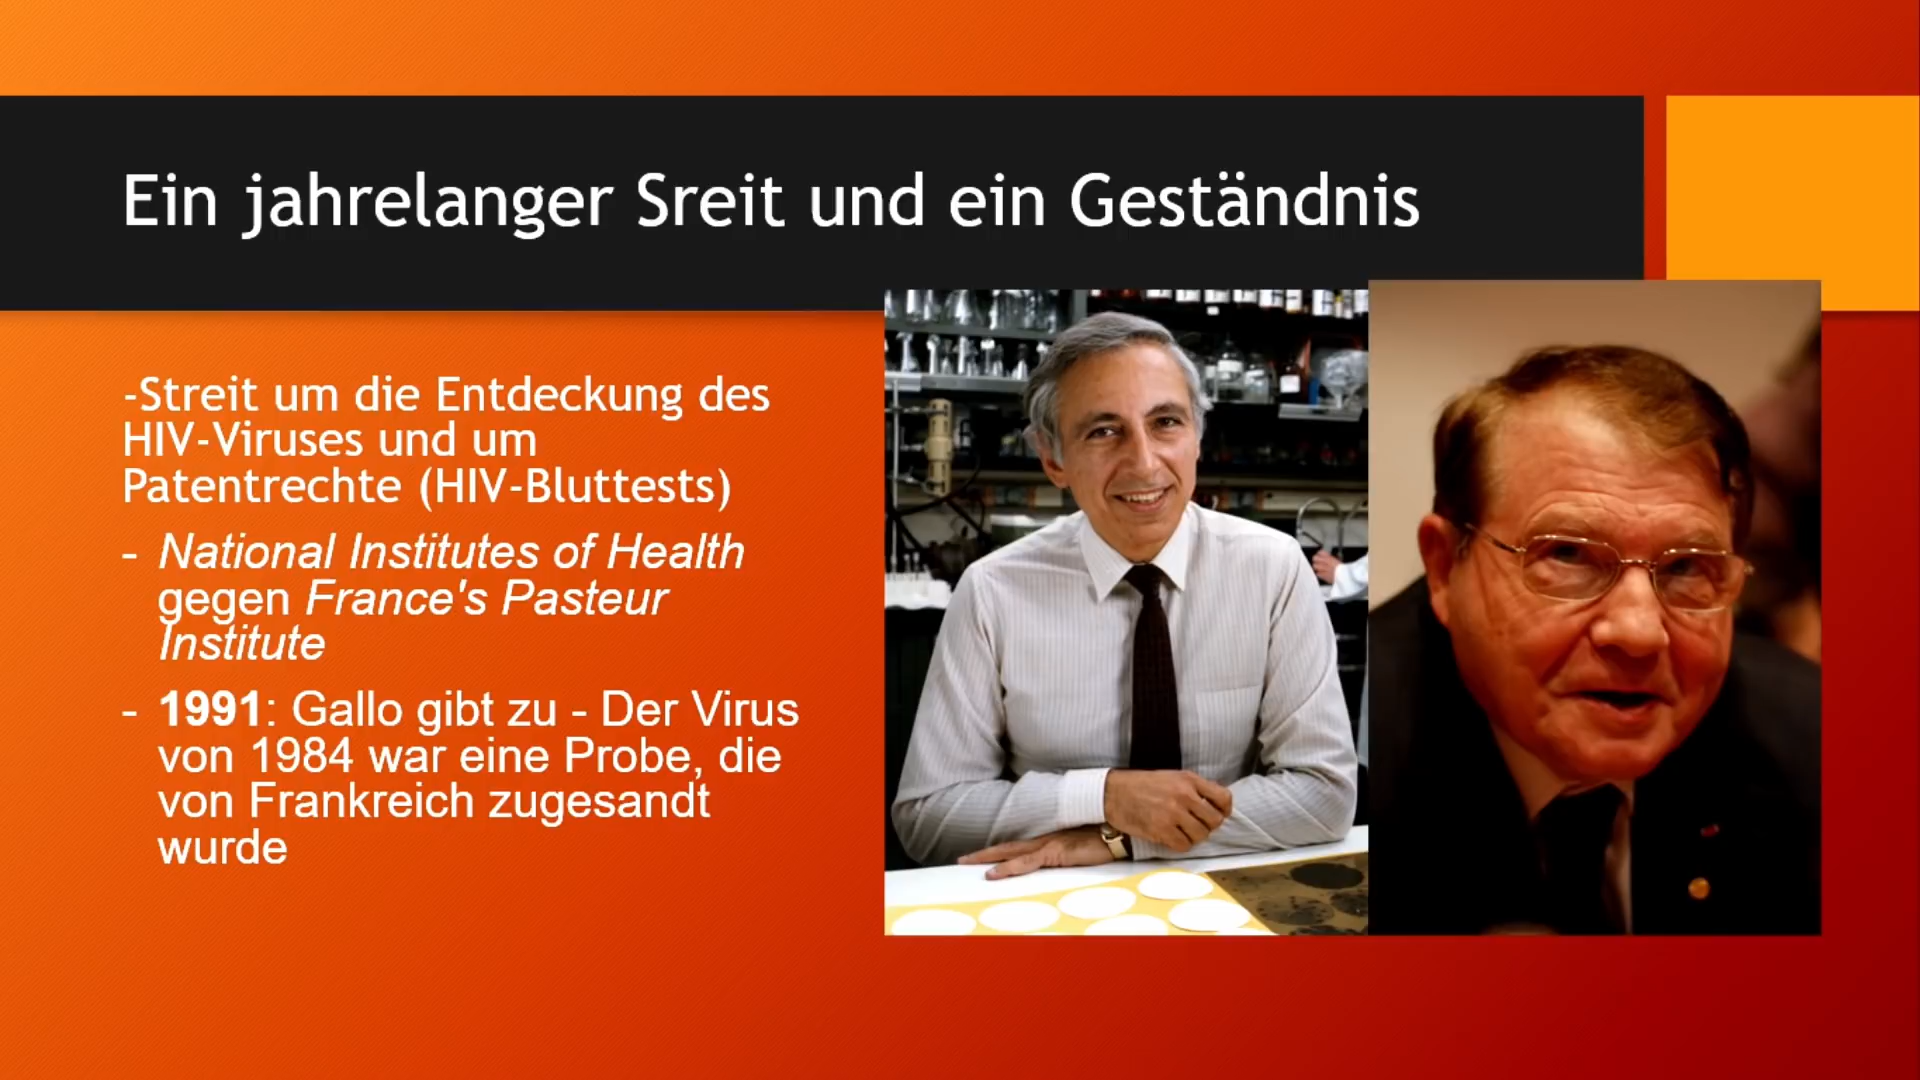 Ein jahrelanger Sreit und ein Geständnis
-Streit um die Entdeckung des
HIV-Viruses und um
Patentrechte (HIV-Bluttests)
- National Institutes of Health
gegen France's Pasteur
Institute
- 1991: Gallo gibt zu - Der Virus
von 1984 war eine Probe, die
von Frankreich zugesandt
wurde